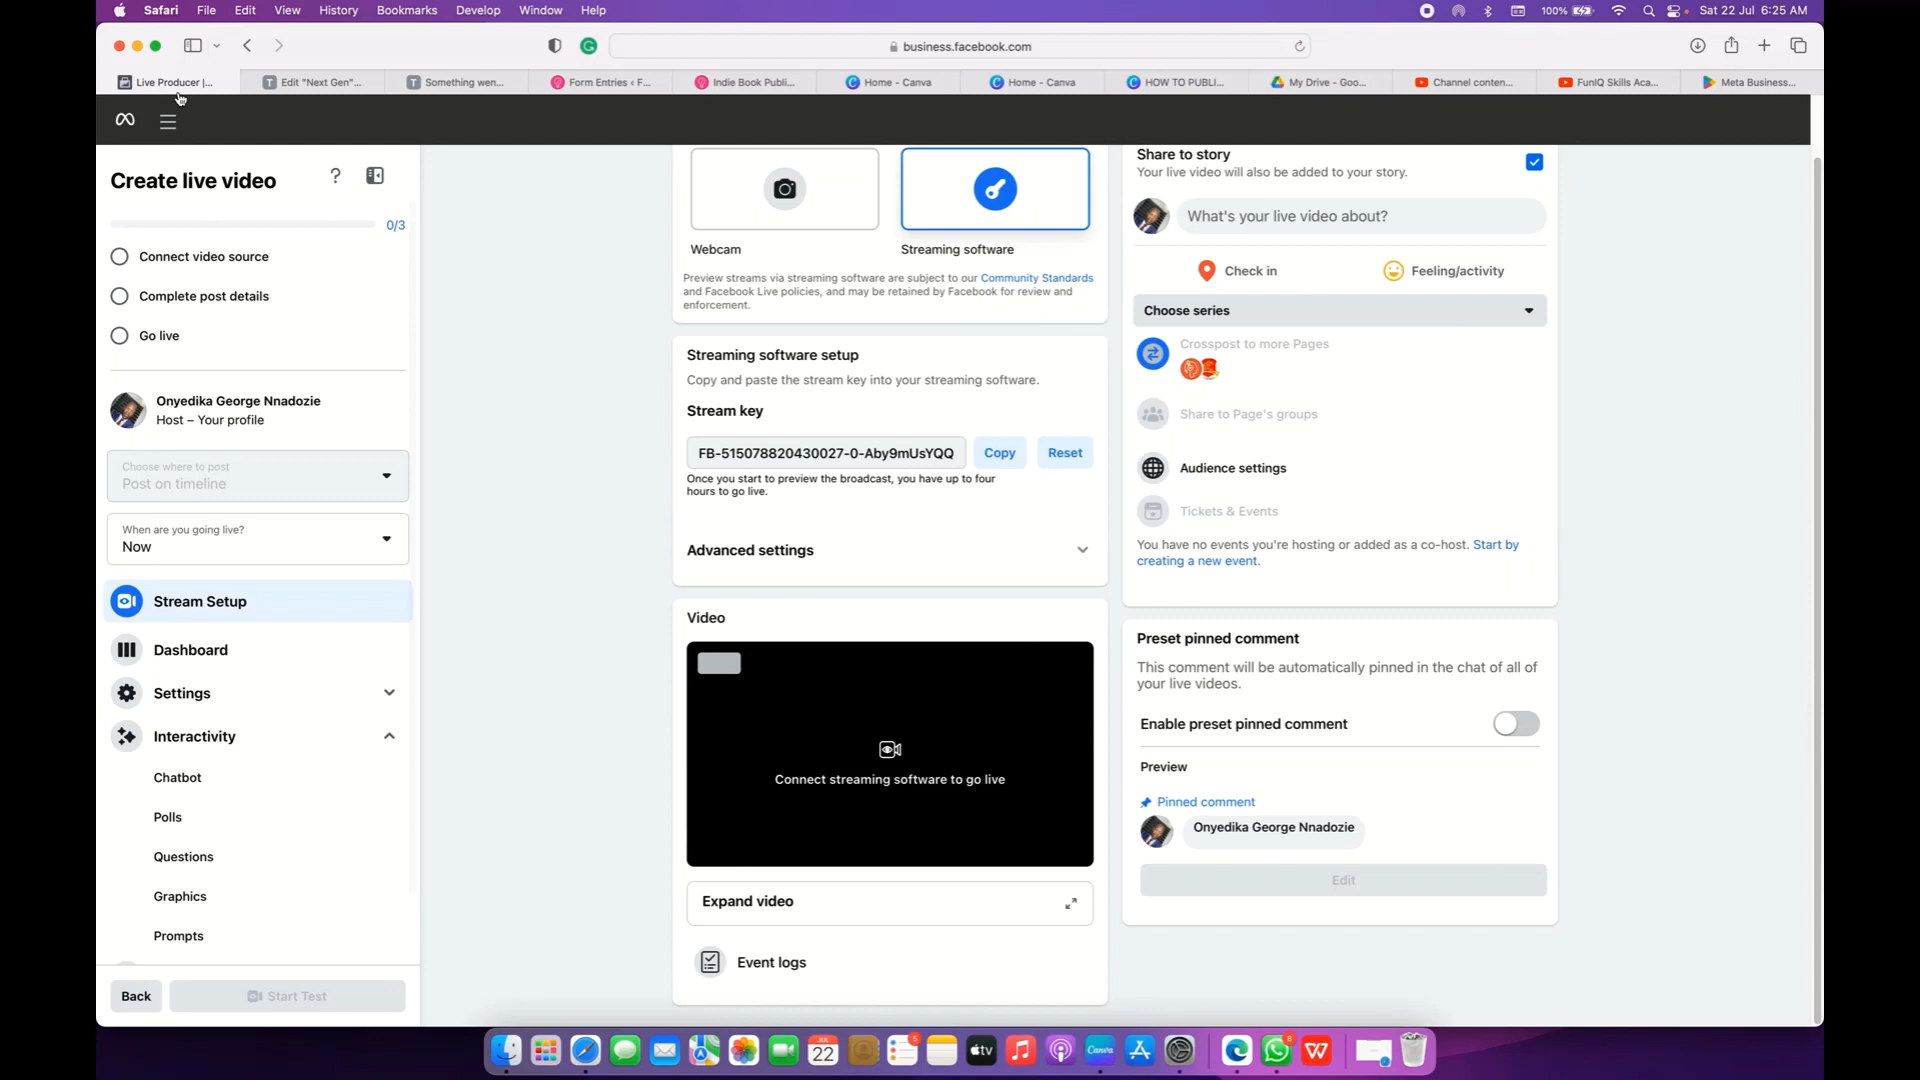 Safari File Edit View History Bookmarks Develop Window Help
100% Sat 22 Jul 6:25 AM
business.facebook.com
Live Producer |...
Edit "Next Gen"...
Something wen...
Form Entries ‹ F...
Indie Book Publi...
Home - Canva
Home - Canva
HOW TO PUBLI...
My Drive - Goo...
Channel conten...
FunIQ Skills Aca...
Meta Business...
Create live video
0/3
Connect video source
Complete post details
Go live
Onyedika George Nnadozie
Host – Your profile
Choose where to post
Post on timeline
When are you going live?
Now
Stream Setup
Dashboard
Settings
Interactivity
Chatbot
Polls
Questions
Graphics
Prompts
Back
Start Test
Webcam
Streaming software
Preview streams via streaming software are subject to our Community Standards
and Facebook Live policies, and may be retained by Facebook for review and
enforcement.
Streaming software setup
Copy and paste the stream key into your streaming software.
Stream key
FB-515078820430027-0-Aby9mUsYQQ
Copy
Reset
Once you start to preview the broadcast, you have up to four
hours to go live.
Advanced settings
Video
Connect streaming software to go live
Expand video
Event logs
Share to story
Your live video will also be added to your story.
What's your live video about?
Check in
Feeling/activity
Choose series
Crosspost to more Pages
Share to Page's groups
Audience settings
Tickets & Events
You have no events you're hosting or added as a co-host. Start by
creating a new event.
Preset pinned comment
This comment will be automatically pinned in the chat of all of
your live videos.
Enable preset pinned comment
Preview
Pinned comment
Onyedika George Nnadozie
Edit
JUL
22
5
tv
Canva
8
W